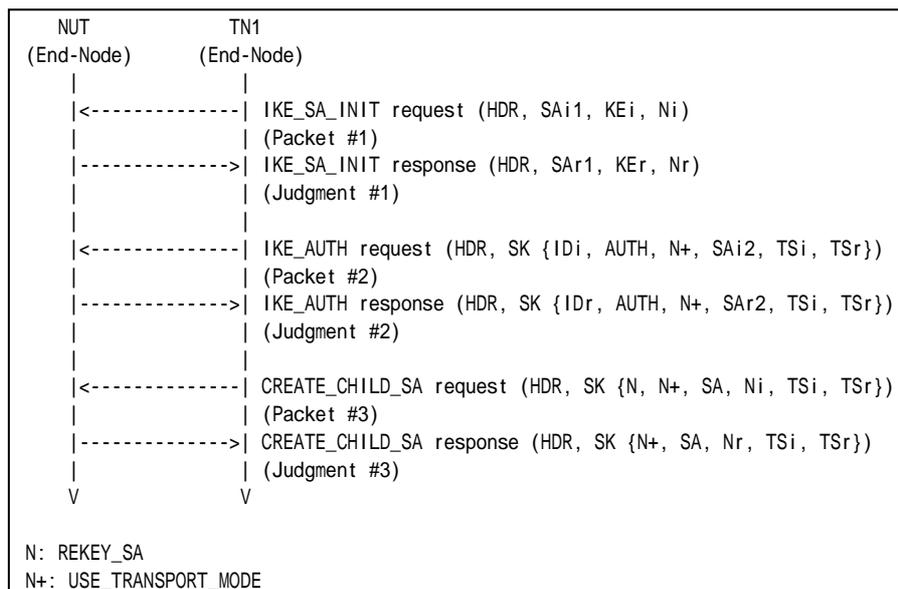 NUT TN1
(End-Node) (End-Node)
| |
|<--------------| IKE_SA_INIT request (HDR, SAi1, KEi, Ni)
| | (Packet #1)
|-------------->| IKE_SA_INIT response (HDR, SAr1, KEr, Nr)
| | (Judgment #1)
| |
|<--------------| IKE_AUTH request (HDR, SK {IDi, AUTH, N+, SAi2, TSi, TSr})
| | (Packet #2)
|-------------->| IKE_AUTH response (HDR, SK {IDr, AUTH, N+, SAr2, TSi, TSr})
| | (Judgment #2)
| |
|<--------------| CREATE_CHILD_SA request (HDR, SK {N, N+, SA, Ni, TSi, TSr})
| | (Packet #3)
|-------------->| CREATE_CHILD_SA response (HDR, SK {N+, SA, Nr, TSi, TSr})
| | (Judgment #3)
V V
N: REKEY_SA
N+: USE_TRANSPORT_MODE